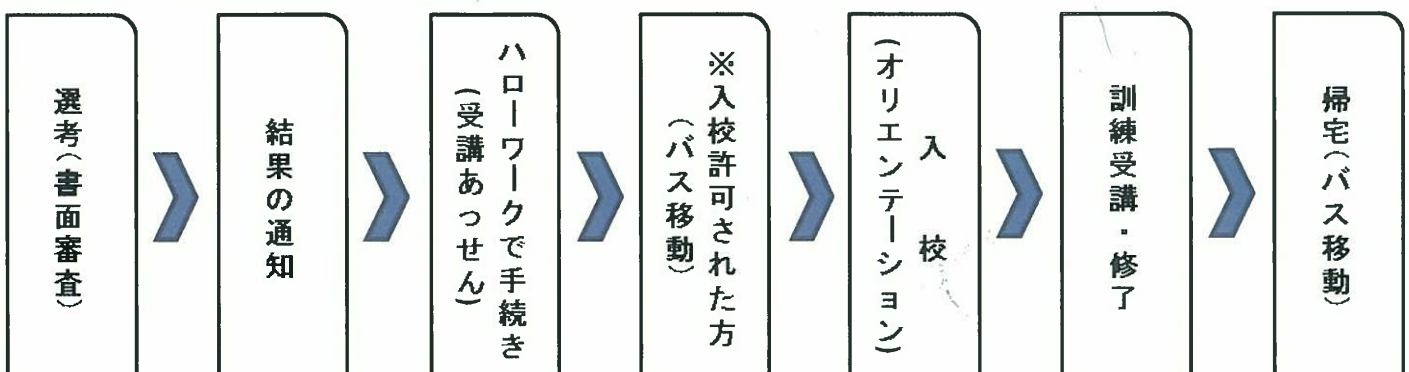 選考(書面審査)
結果の通知
ハローワークで手続き
(受講あっせん)
※入校許可された方
(バス移動)
入校
(オリエンテーション)
訓練受講・修了
帰宅(バス移動)